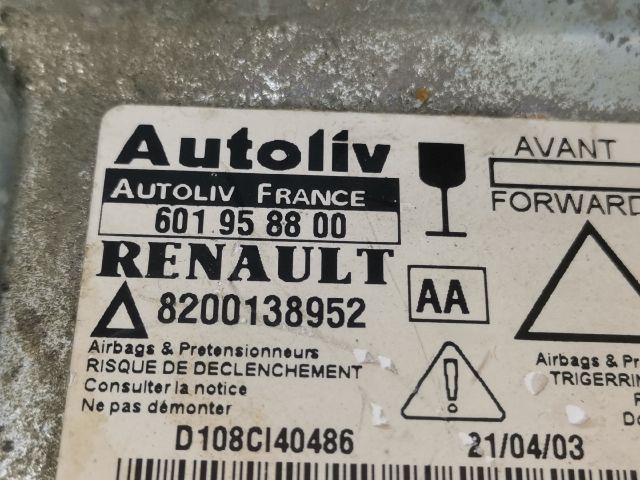 Autoliv
AUTOLIV FRANCE
601 95 88 00
RENAULT
8200138952
AA
AVANT
FORWARD
Airbags & Pretensionneurs
RISQUE DE DECLENCHEMENT
Consulter la notice
Ne pas démonter
Airbags & 
TRIGERRIN
D108CI40486
21/04/03